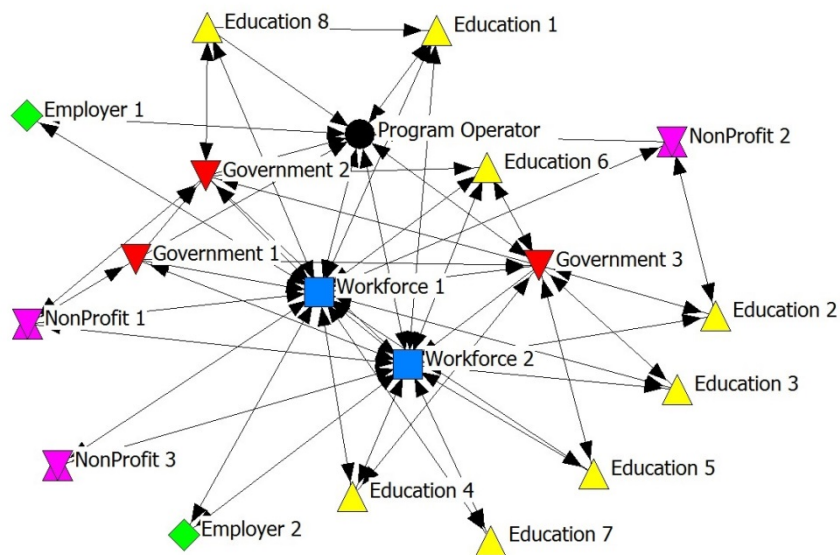 Education 8
Education 1
Employer 1
Program Operator
NonProfit 2
Education 6
Government 2
Government 1
Government 3
Workforce 1
NonProfit 1
Education 2
Workforce 2
Education 3
NonProfit 3
Education 5
Education 4
Employer 2
Education 7